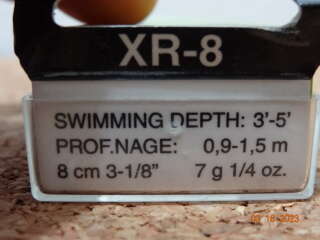 XR-8
SWIMMING DEPTH: 3'-5'
PROF.NAGE: 0,9-1,5 m
8 cm 3-1/8" 7 g 1/4 oz.